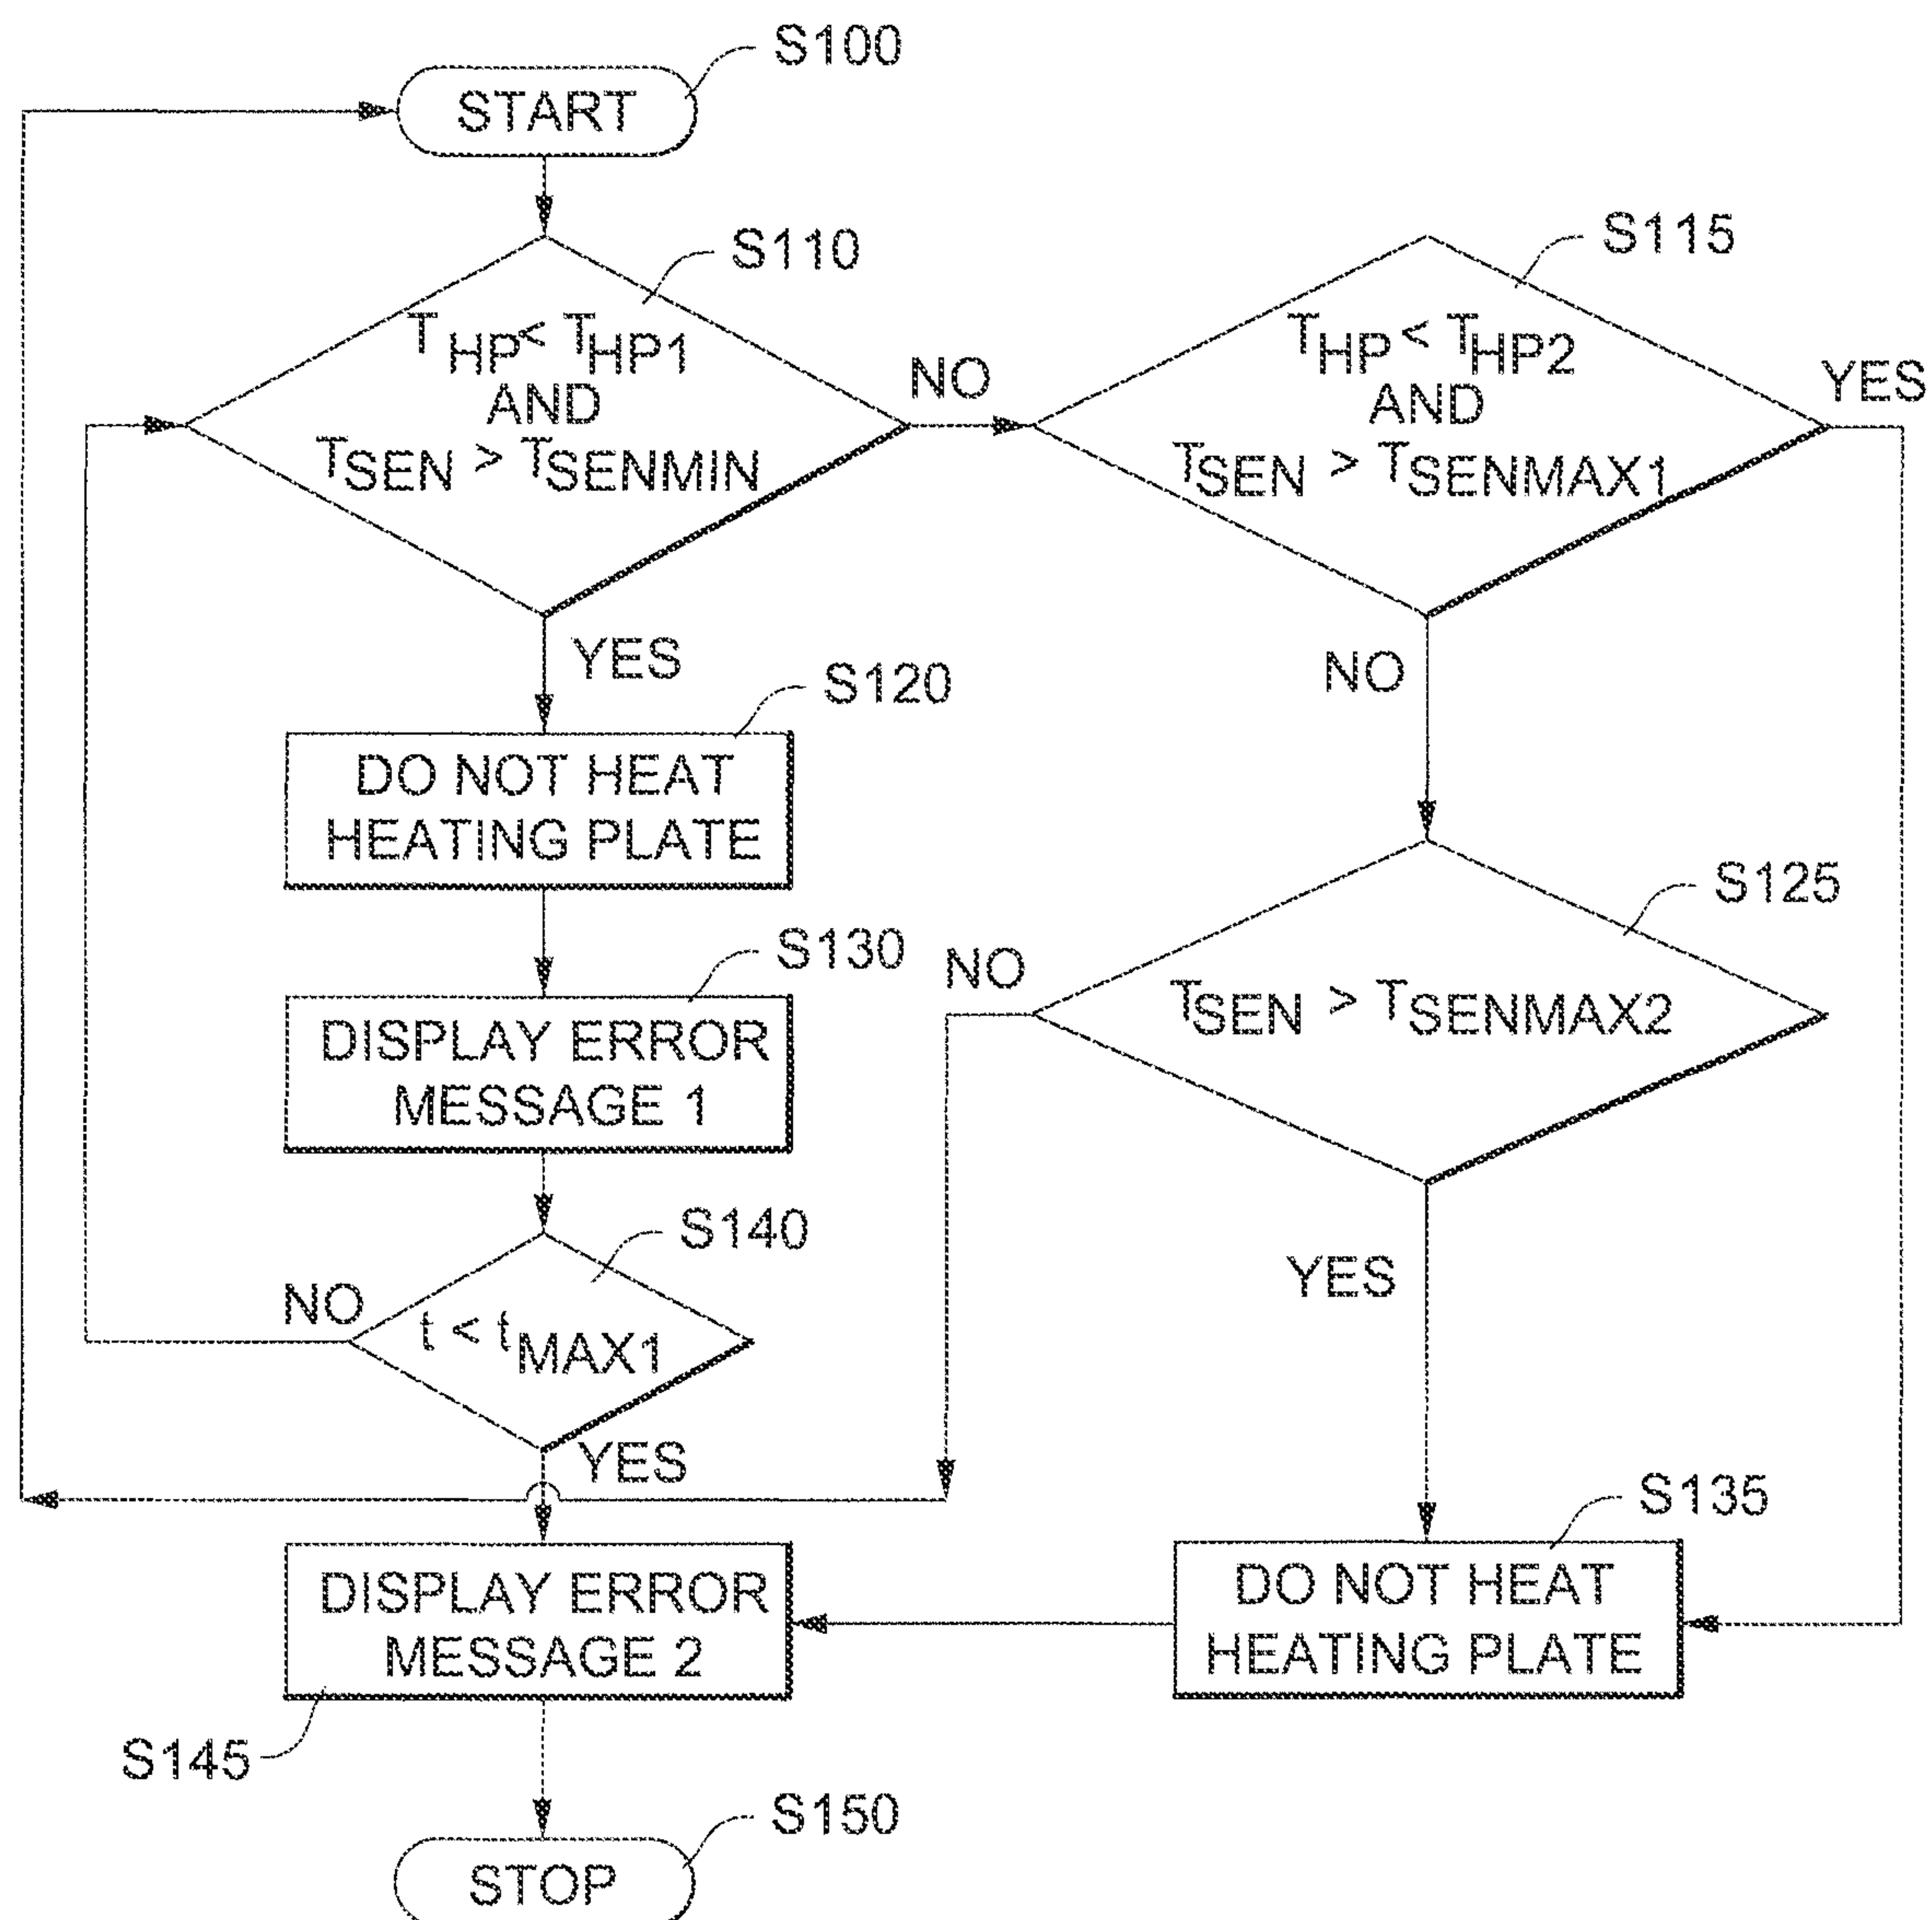 S100
START
S110
T HP < THP1
AND
TSEN > TSENMIN
NO
S115
THP < THP2
AND
TSEN > TSENMAX1
YES
YES
NO
S120
DO NOT HEAT
HEATING PLATE
S125
TSEN > TSENMAX2
NO
YES
S130
DISPLAY ERROR
MESSAGE 1
S140
t < tMAX1
NO
YES
S135
DO NOT HEAT
HEATING PLATE
DISPLAY ERROR
MESSAGE 2
S145
S150
STOP